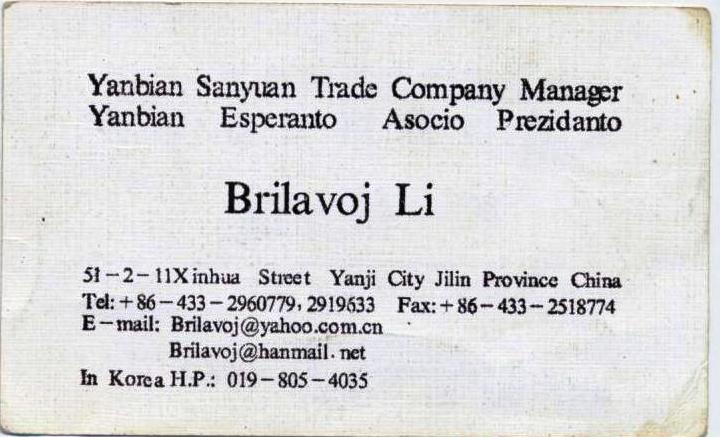 Yanbian Sanyuan Trade Company Manager
Yanbian Esperanto Asocio Prezidanto
Brilavoj Li
51-2-11Xinhua Street Yanji City Jilin Province China
Tel:+86-433-2960779, 2919633 Fax:+86-433-2518774
E-mail: Brilavoj@yahoo.com.cn
Brilavoj@hanmail.net
In Korea H.P.: 019-805-4035